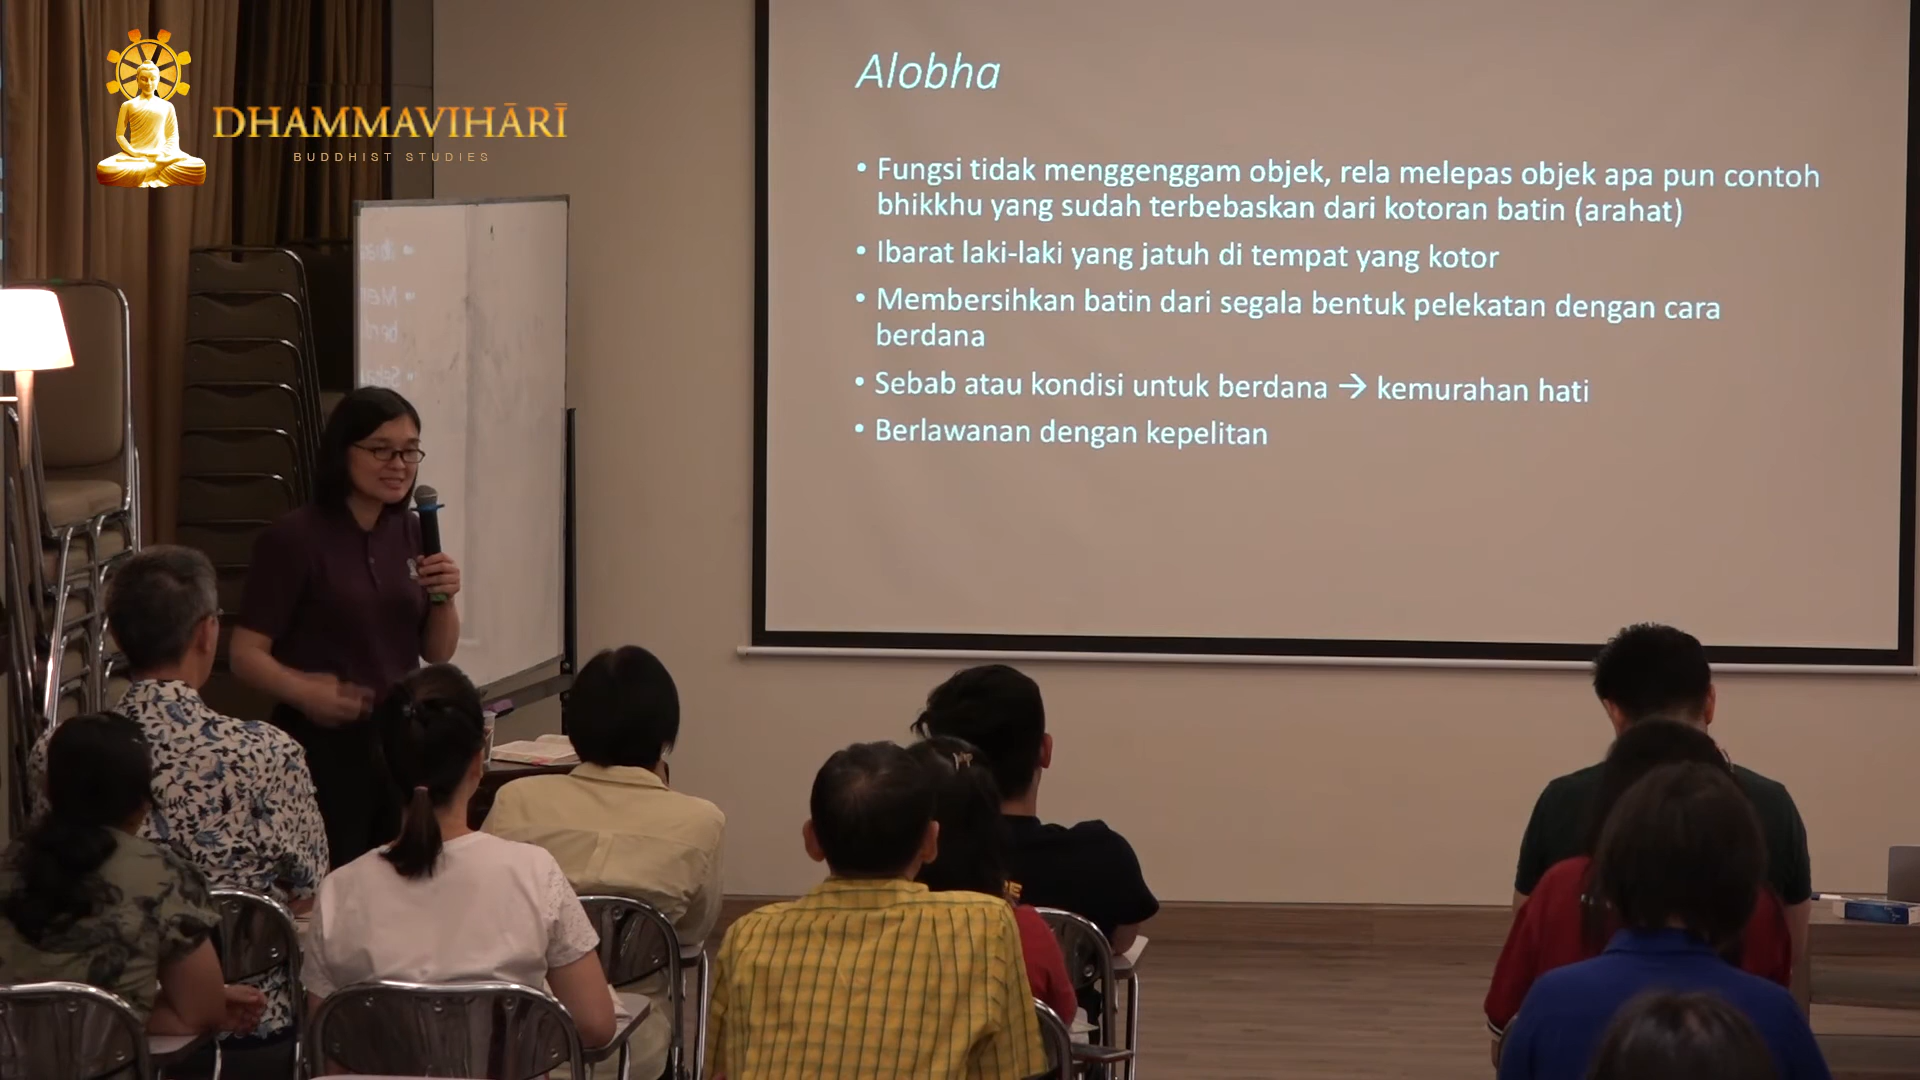 DHAMMAVIHĀRĪ
BUDDHIST STUDIES
Alobha
• Fungsi tidak menggenggam objek, rela melepas objek apa pun contoh
bhikkhu yang sudah terbebaskan dari kotoran batin (arahat)
• Ibarat laki-laki yang jatuh di tempat yang kotor
• Membersihkan batin dari segala bentuk pelekatan dengan cara
berdana
• Sebab atau kondisi untuk berdana → kemurahan hati
• Berlawanan dengan kepelitan